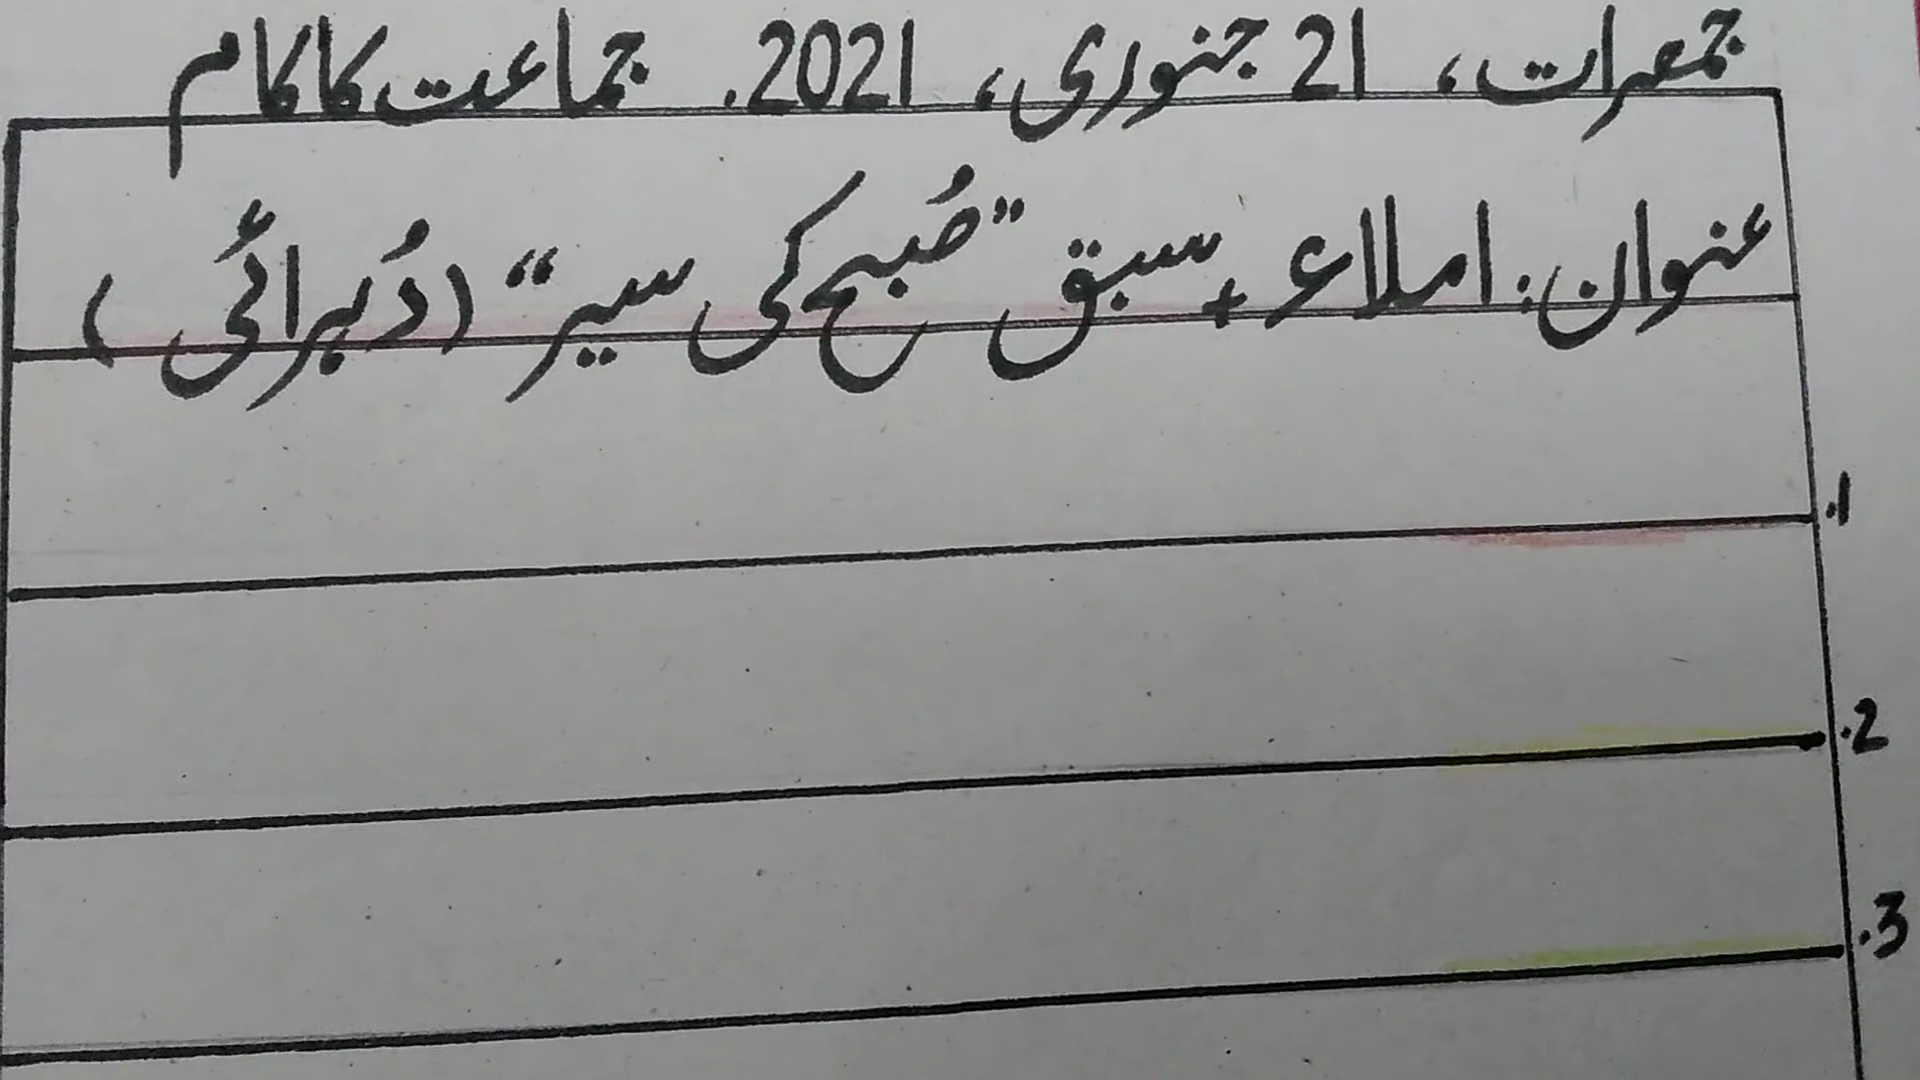 جمعرات، 21 جنوری، 2021. جماعت کا کام
عنوان: املاء + سبق "صُبح کی سیر" (دُہرائی)
.1
.2
.3